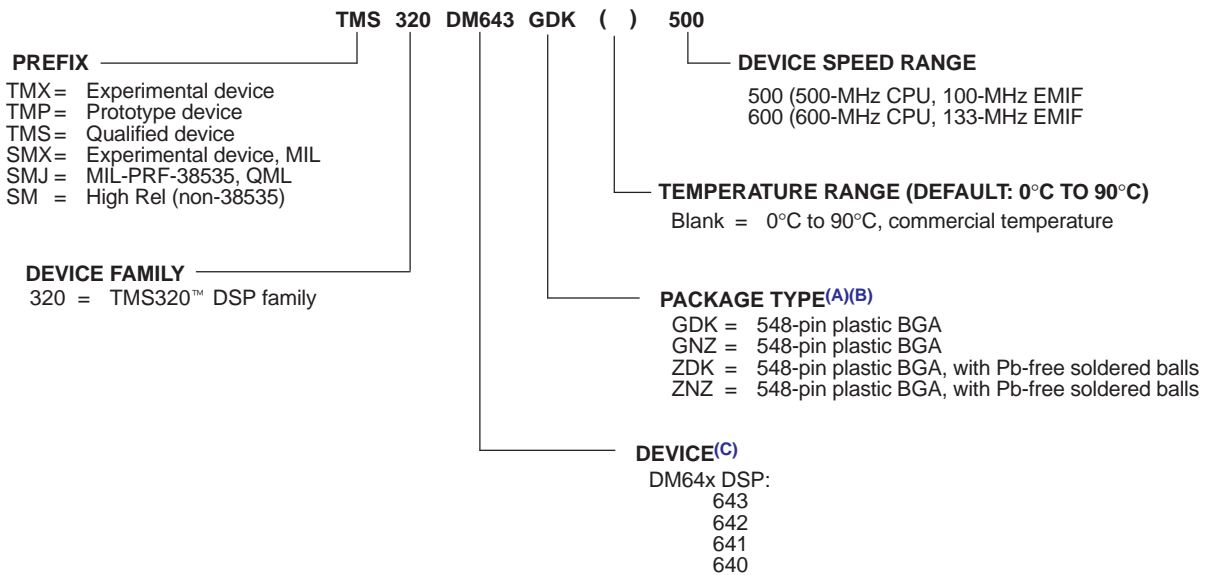 TMS 320 DM643 GDK ( ) 500
PREFIX
TMX = Experimental device
TMP = Prototype device
TMS = Qualified device
SMX = Experimental device, MIL
SMJ = MIL-PRF-38535, QML
SM = High Rel (non-38535)
DEVICE SPEED RANGE
500 (500-MHz CPU, 100-MHz EMIF
600 (600-MHz CPU, 133-MHz EMIF
TEMPERATURE RANGE (DEFAULT: 0°C TO 90°C)
Blank = 0°C to 90°C, commercial temperature
DEVICE FAMILY
320 = TMS320™ DSP family
PACKAGE TYPE(A)(B)
GDK = 548-pin plastic BGA
GNZ = 548-pin plastic BGA
ZDK = 548-pin plastic BGA, with Pb-free soldered balls
ZNZ = 548-pin plastic BGA, with Pb-free soldered balls
DEVICE(C)
DM64x DSP:
643
642
641
640